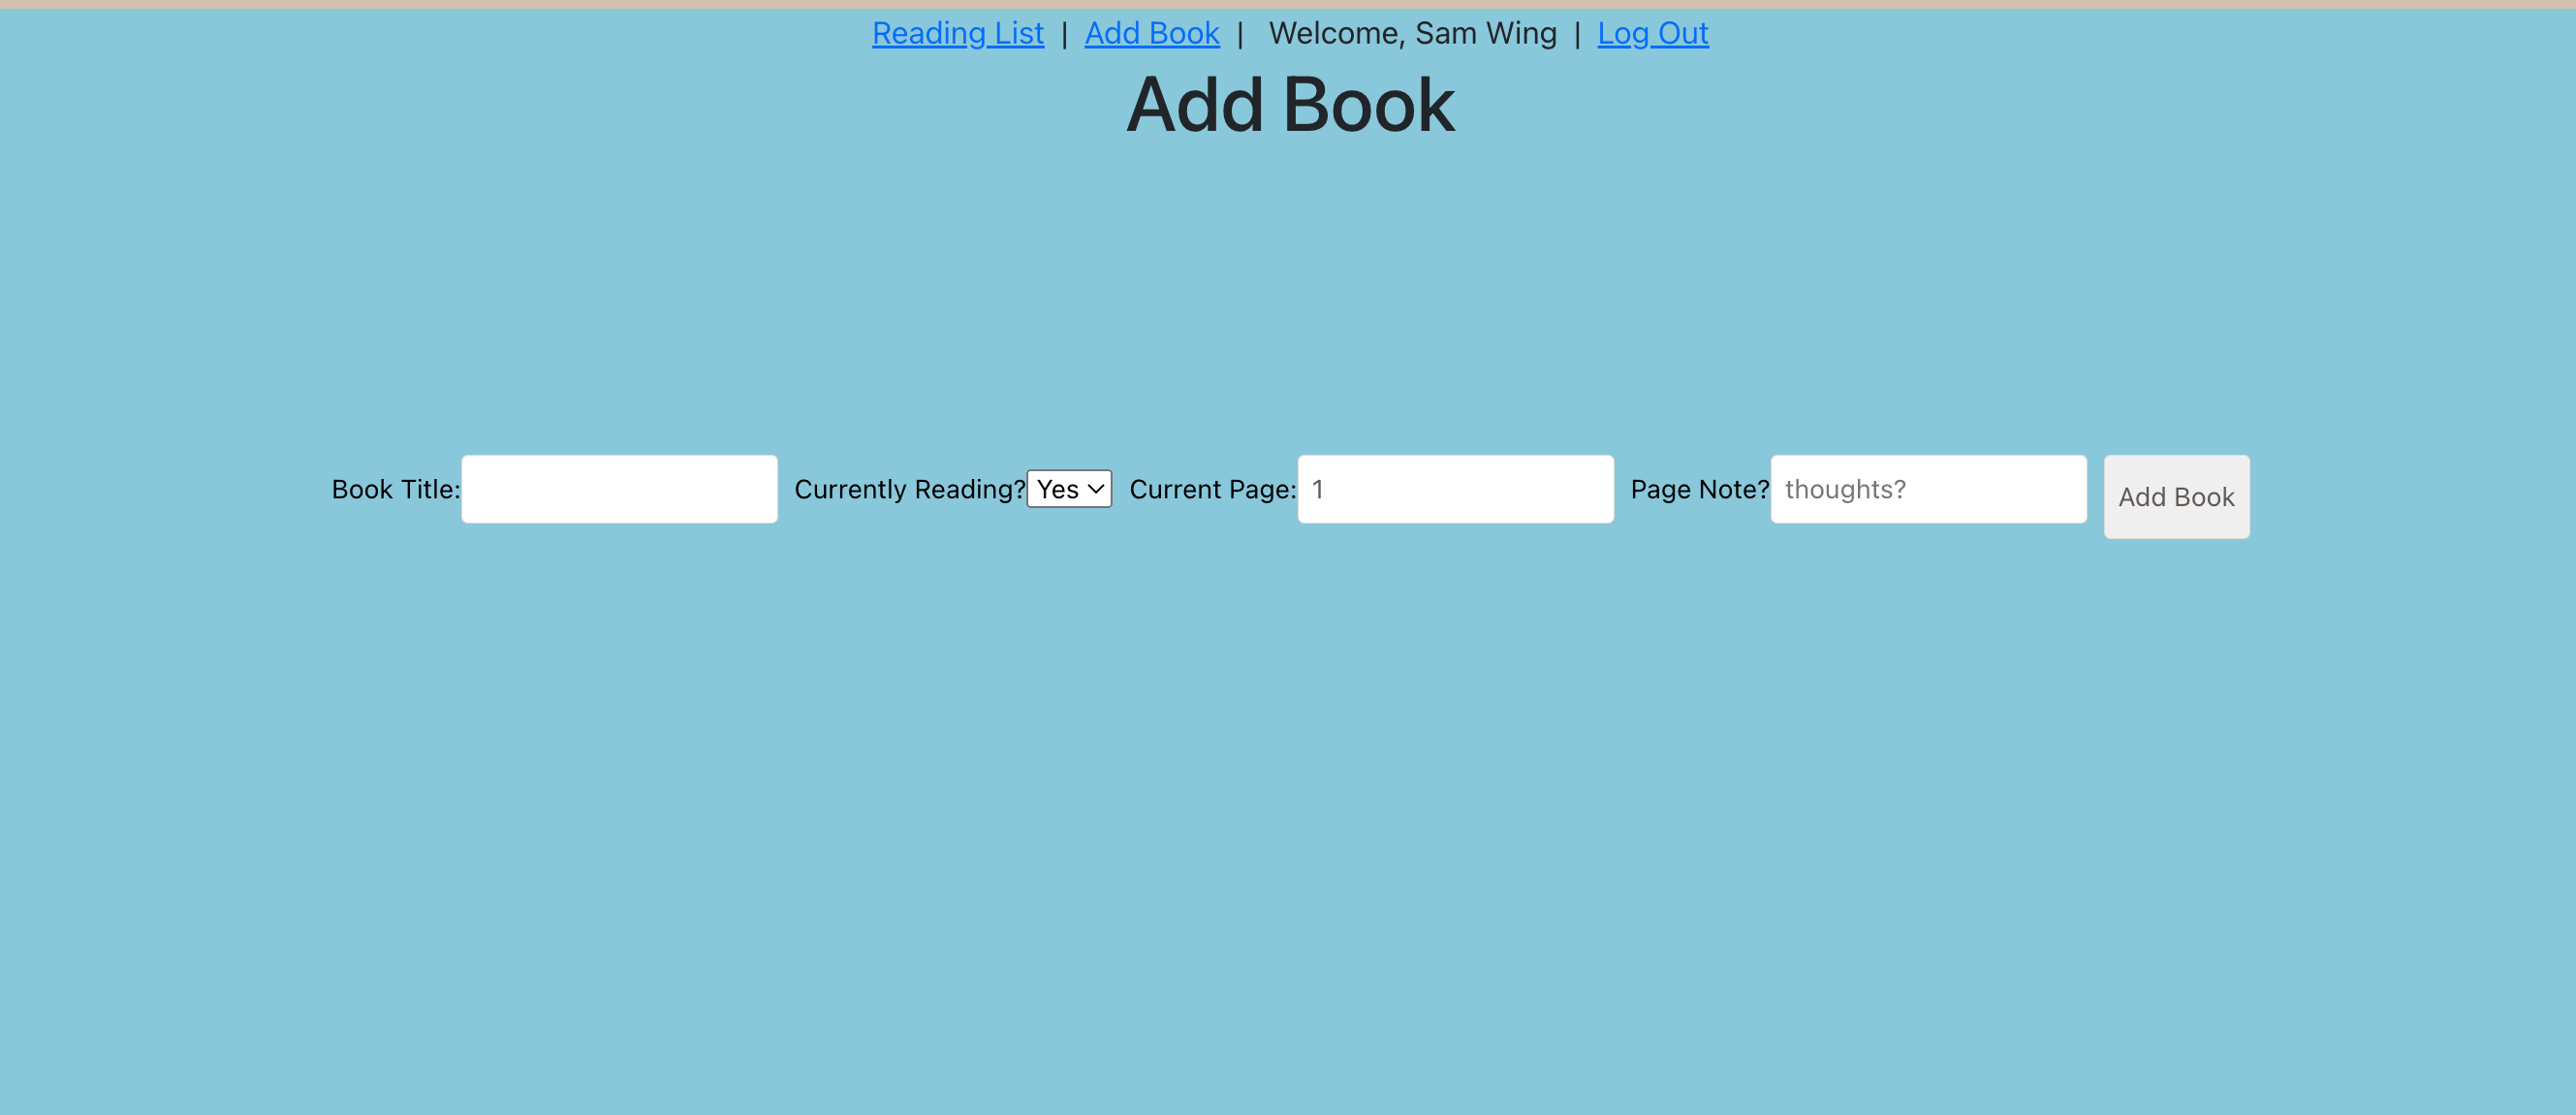 Reading List | Add Book | Welcome, Sam Wing | Log Out
Add Book
Book Title: Currently Reading? Yes Current Page: 1 Page Note? thoughts? Add Book